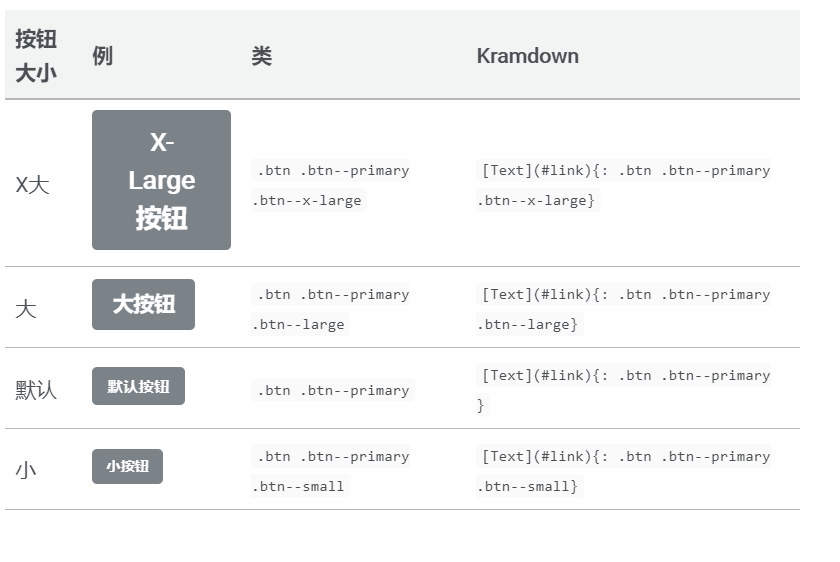 按钮
大小
例
类
Kramdown
X大
X-
Large
按钮
.btn .btn--primary
.btn--x-large
[Text](#link){: .btn .btn--primary
.btn--x-large}
大
大按钮
.btn .btn--primary
.btn--large
[Text](#link){: .btn .btn--primary
.btn--large}
默认
默认按钮
.btn .btn--primary
[Text](#link){: .btn .btn--primary
}
小
小按钮
.btn .btn--primary
.btn--small
[Text](#link){: .btn .btn--primary
.btn--small}